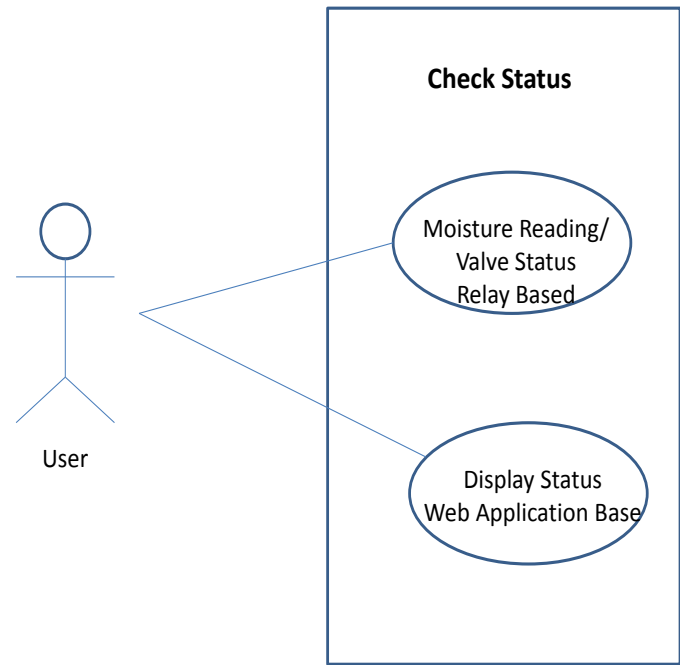 Check Status
Moisture Reading/
Valve Status
Relay Based
User
Display Status
Web Application Base